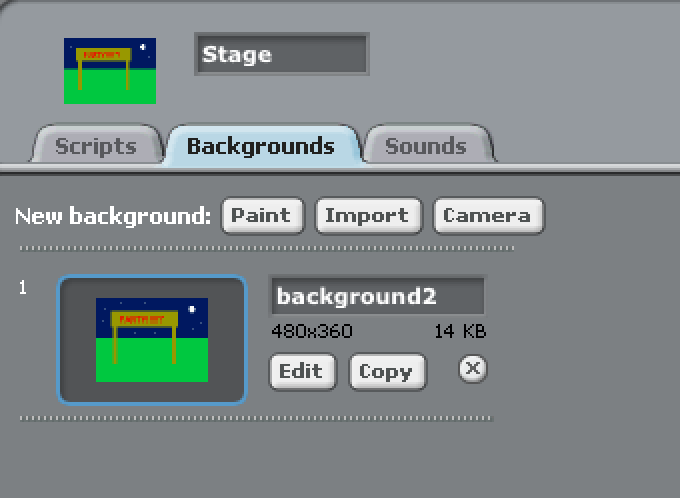 Stage
Scripts Backgrounds Sounds
New background: Paint Import Camera
1
background2
480x360 14 KB
Edit Copy